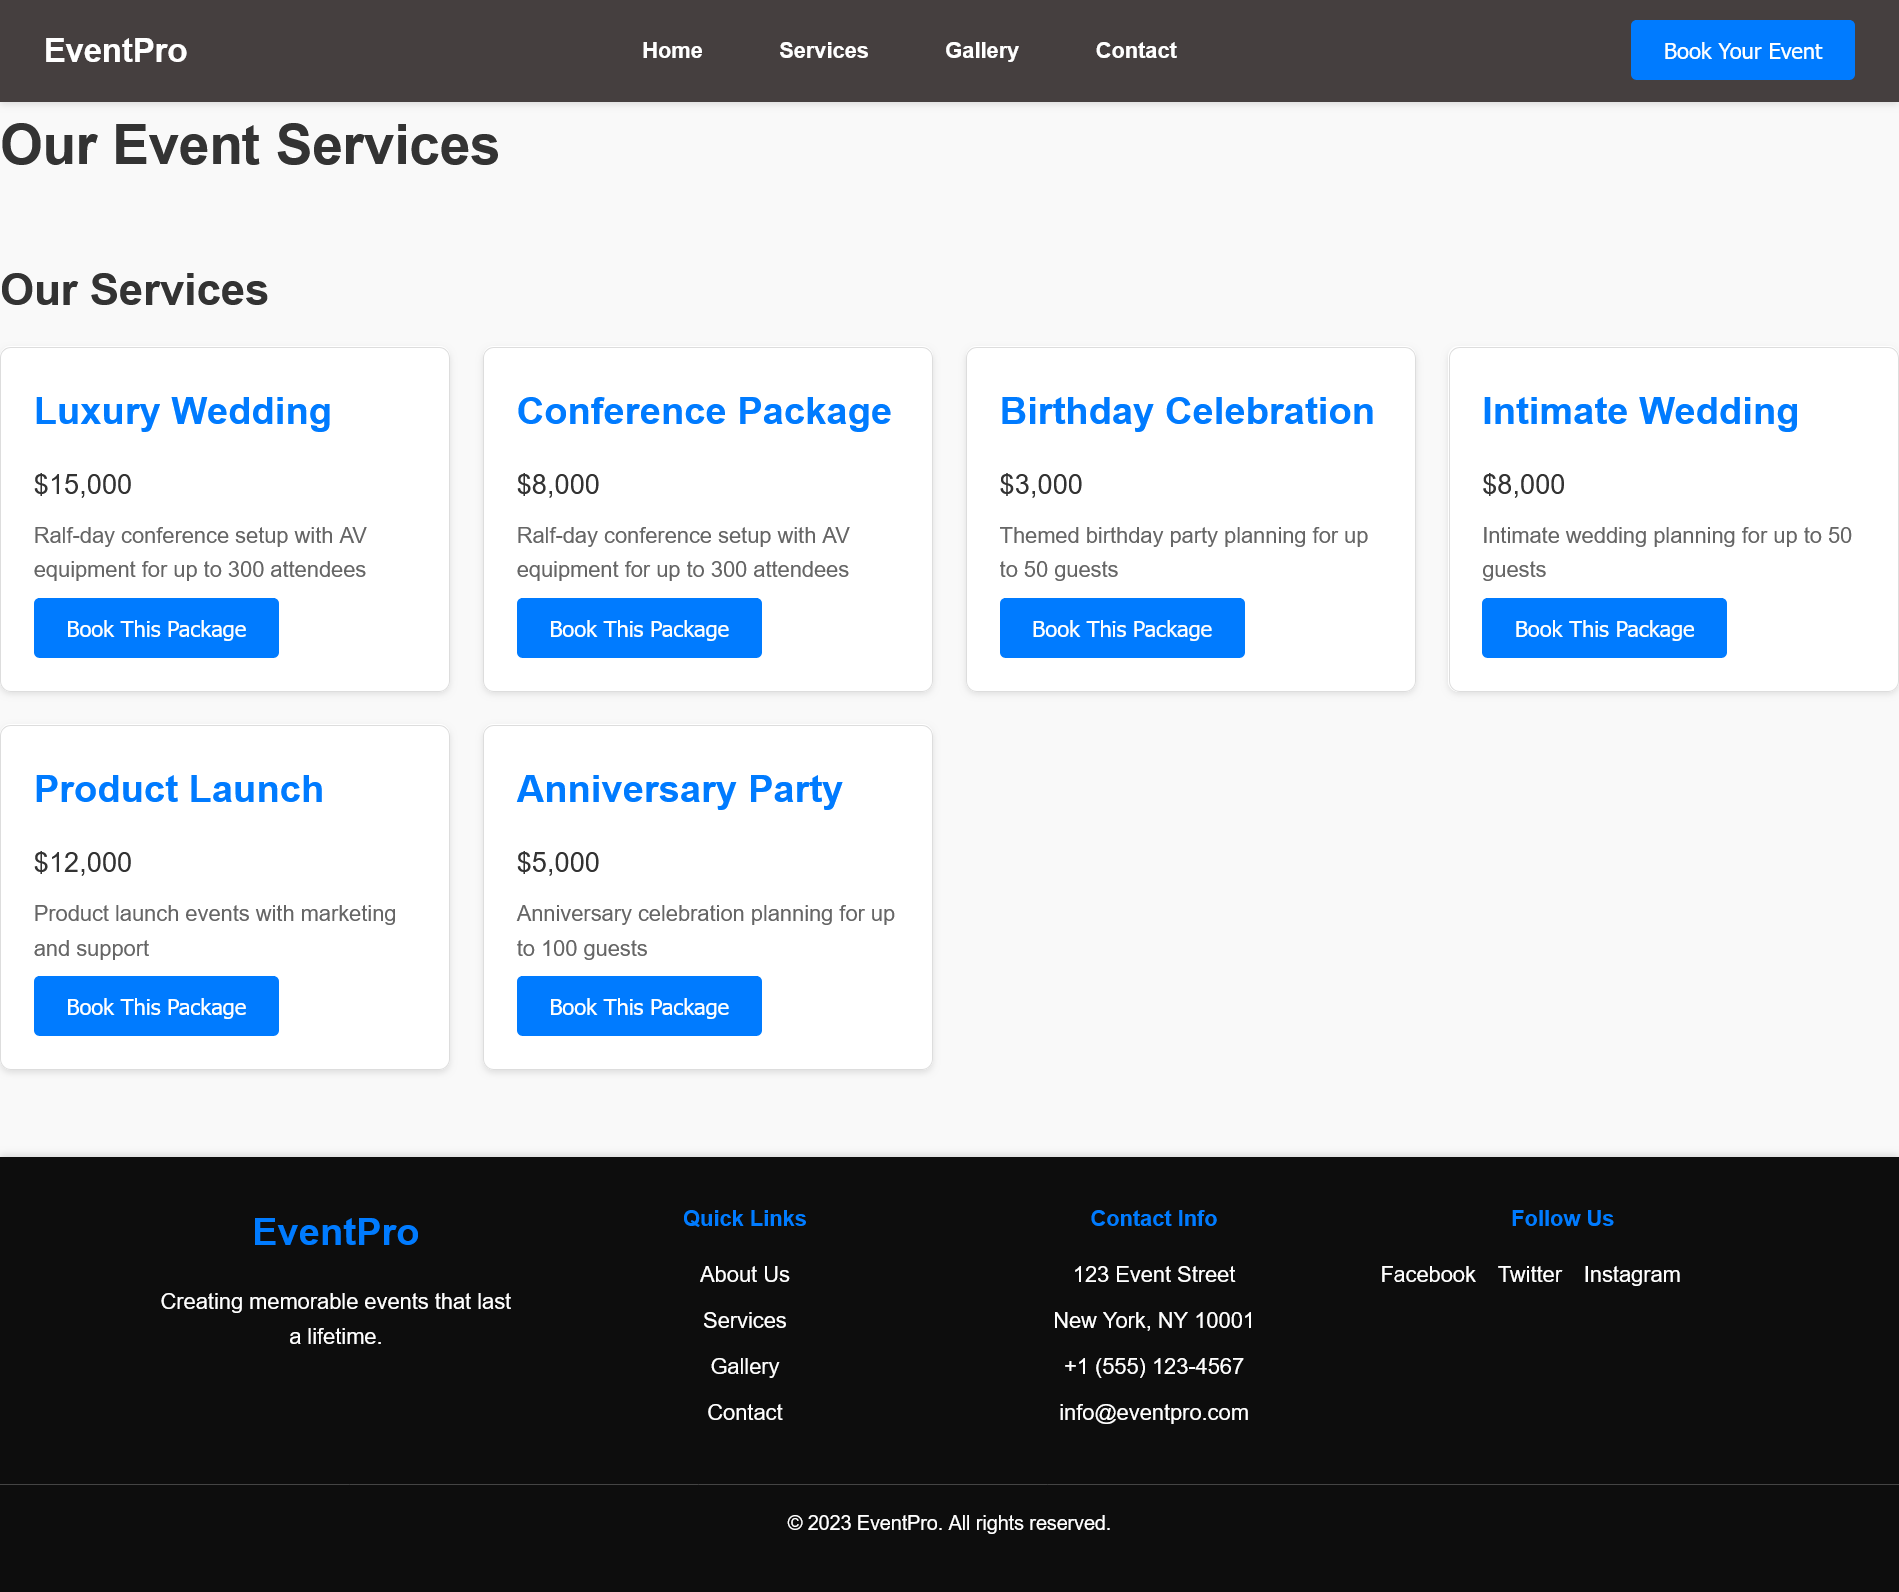 EventPro
Home
Services
Gallery
Contact
Book Your Event
Our Event Services
Our Services
Luxury Wedding
$15,000
Ralf-day conference setup with AV
equipment for up to 300 attendees
Book This Package
Conference Package
$8,000
Ralf-day conference setup with AV
equipment for up to 300 attendees
Book This Package
Birthday Celebration
$3,000
Themed birthday party planning for up
to 50 guests
Book This Package
Intimate Wedding
$8,000
Intimate wedding planning for up to 50
guests
Book This Package
Product Launch
$12,000
Product launch events with marketing
and support
Book This Package
Anniversary Party
$5,000
Anniversary celebration planning for up
to 100 guests
Book This Package
EventPro
Creating memorable events that last
a lifetime.
Quick Links
About Us
Services
Gallery
Contact
Contact Info
123 Event Street
New York, NY 10001
+1 (555) 123-4567
info@eventpro.com
Follow Us
Facebook Twitter Instagram
© 2023 EventPro. All rights reserved.